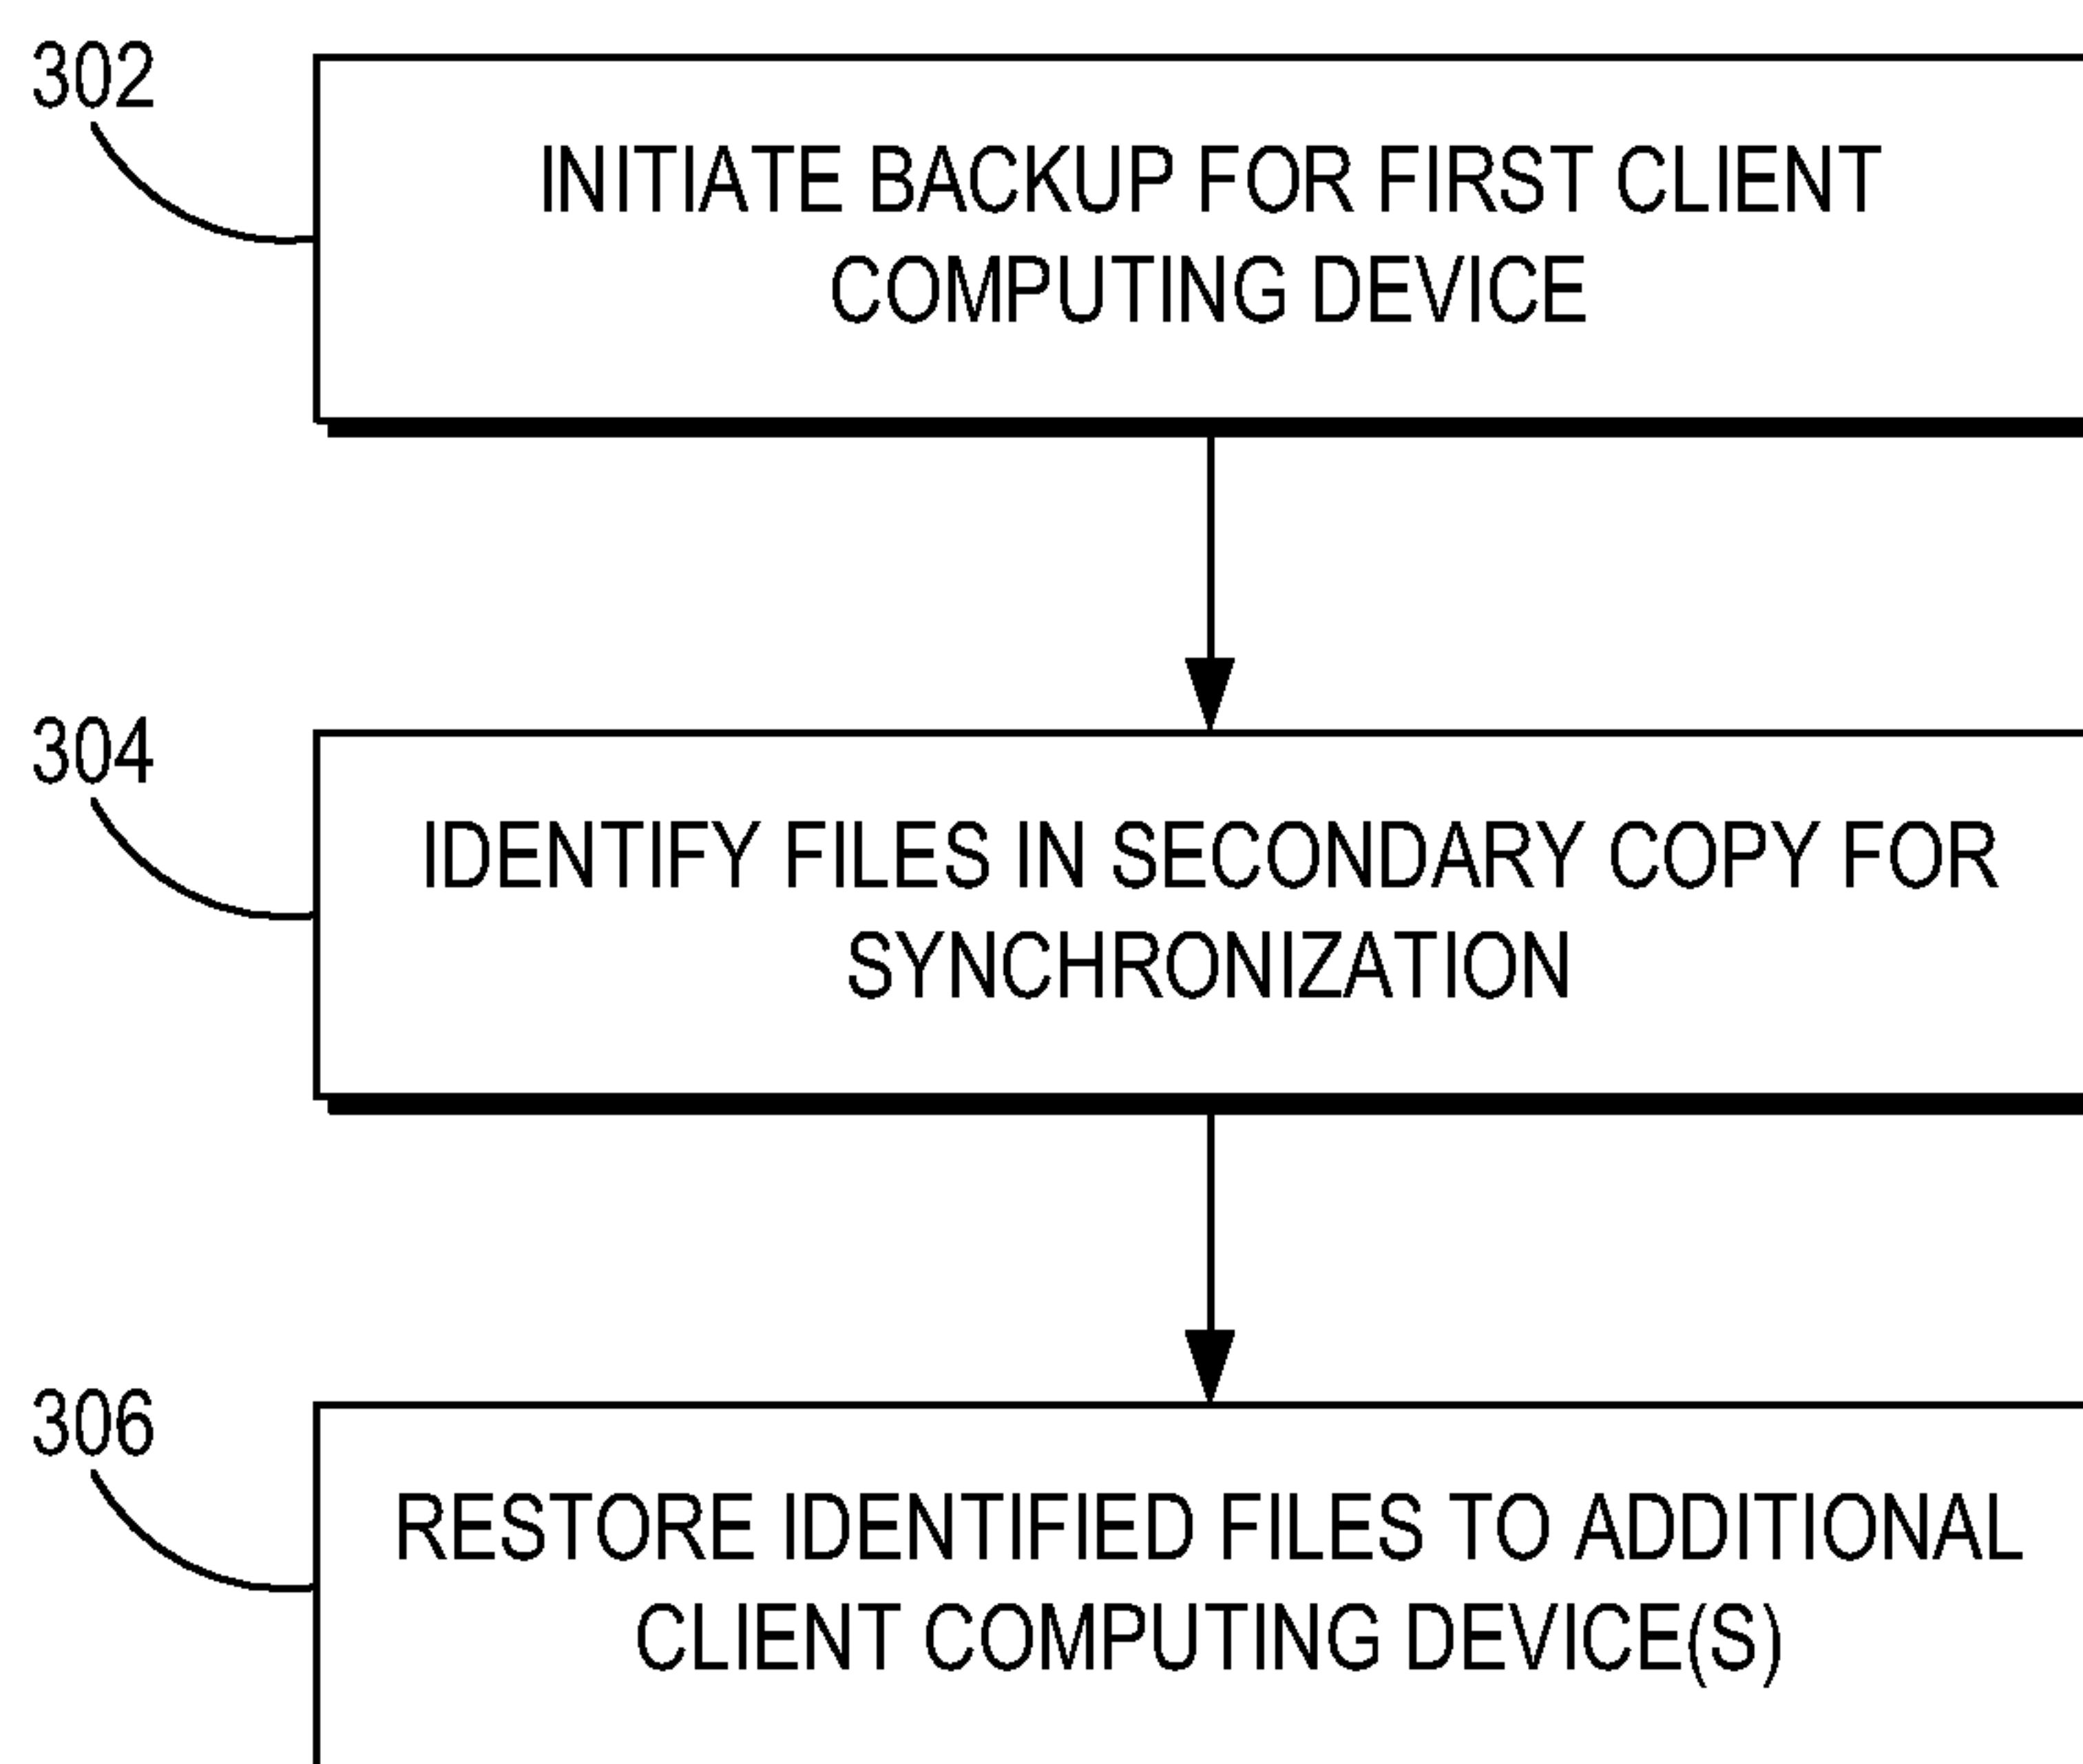 302
INITIATE BACKUP FOR FIRST CLIENT
COMPUTING DEVICE
304
IDENTIFY FILES IN SECONDARY COPY FOR
SYNCHRONIZATION
306
RESTORE IDENTIFIED FILES TO ADDITIONAL
CLIENT COMPUTING DEVICE(S)